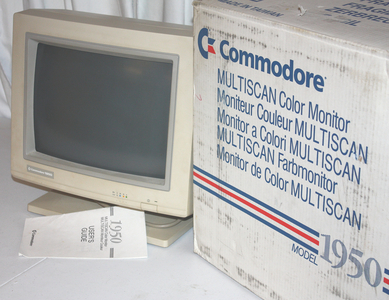 Commodore
MULTISCAN Color Monitor
Moniteur Couleur MULTISCAN
Monitor a Colori MULTISCAN
MULTISCAN Farbmonitor
Monitor de Color MULTISCAN
MODEL 1950
1950
USER'S
GUIDE
Commodore